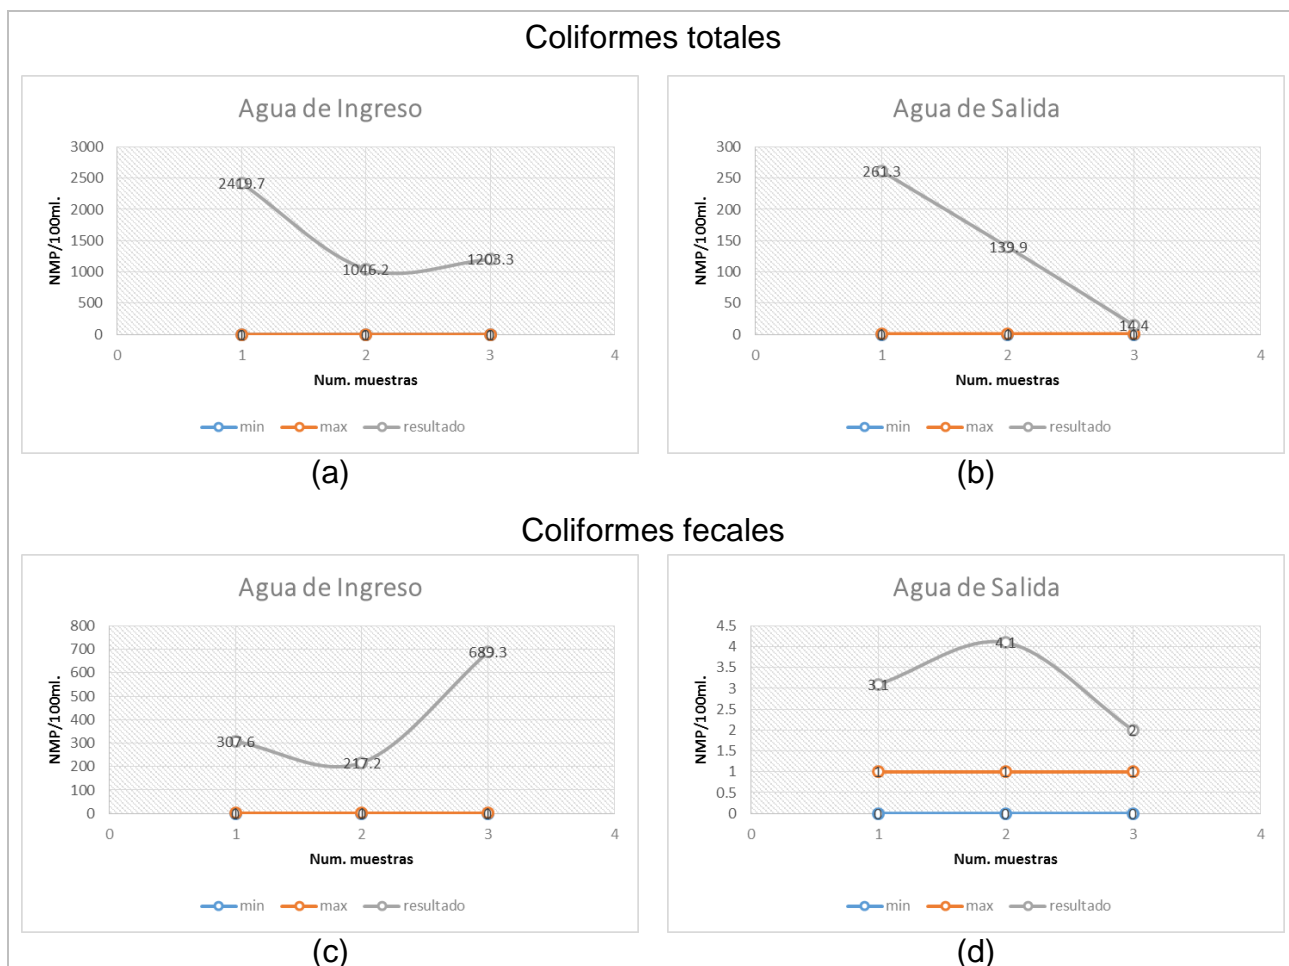 Coliformes totales
Agua de Ingreso
3000
2500
2000
1500
1000
500
0
NMP/100ml.
2419.7
1046.2
1203.3
0 1 2 3 4
Num. muestras
min max resultado
(a)
Agua de Salida
300
250
200
150
100
50
0
NMP/100ml.
261.3
139.9
14.4
0 1 2 3 4
Num. muestras
min max resultado
(b)
Coliformes fecales
Agua de Ingreso
800
700
600
500
400
300
200
100
0
NMP/100ml.
307.6
217.2
689.3
0 1 2 3 4
Num. muestras
min max resultado
(c)
Agua de Salida
4.5
4
3.5
3
2.5
2
1.5
1
0.5
0
NMP/100ml.
3.1
4.1
2
1 1 1
0 0 0
0 1 2 3 4
Num. muestras
min max resultado
(d)